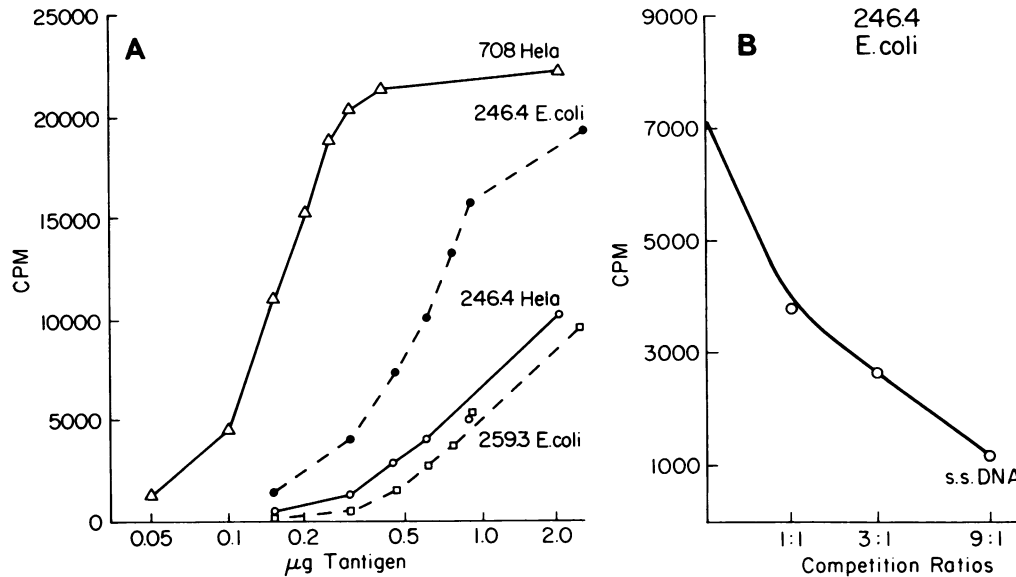 A
25000
20000
15000
10000
5000
0
CPM
708 Hela
246.4 E.coli
246.4 Hela
259.3 E.coli
0.05 0.1 0.2 0.5 1.0 2.0
μg Tantigen
B
246.4
E.coli
9000
7000
5000
3000
1000
CPM
s.s.DNA
1:1 3:1 9:1
Competition Ratios